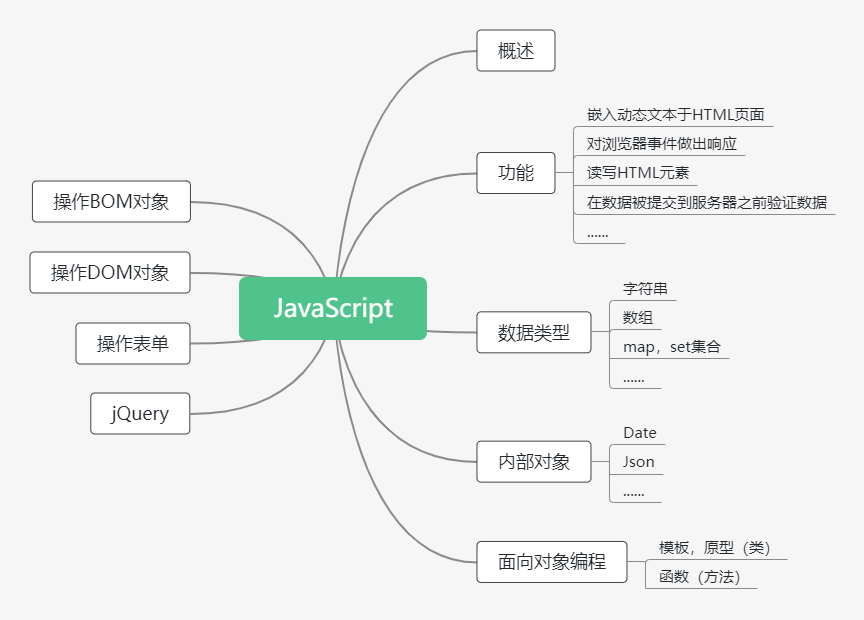 JavaScript
概述
功能
嵌入动态文本于HTML页面
对浏览器事件做出响应
读写HTML元素
在数据被提交到服务器之前验证数据
......
数据类型
字符串
数组
map，set集合
......
内部对象
Date
Json
......
面向对象编程
模板，原型（类）
函数（方法）
操作BOM对象
操作DOM对象
操作表单
jQuery